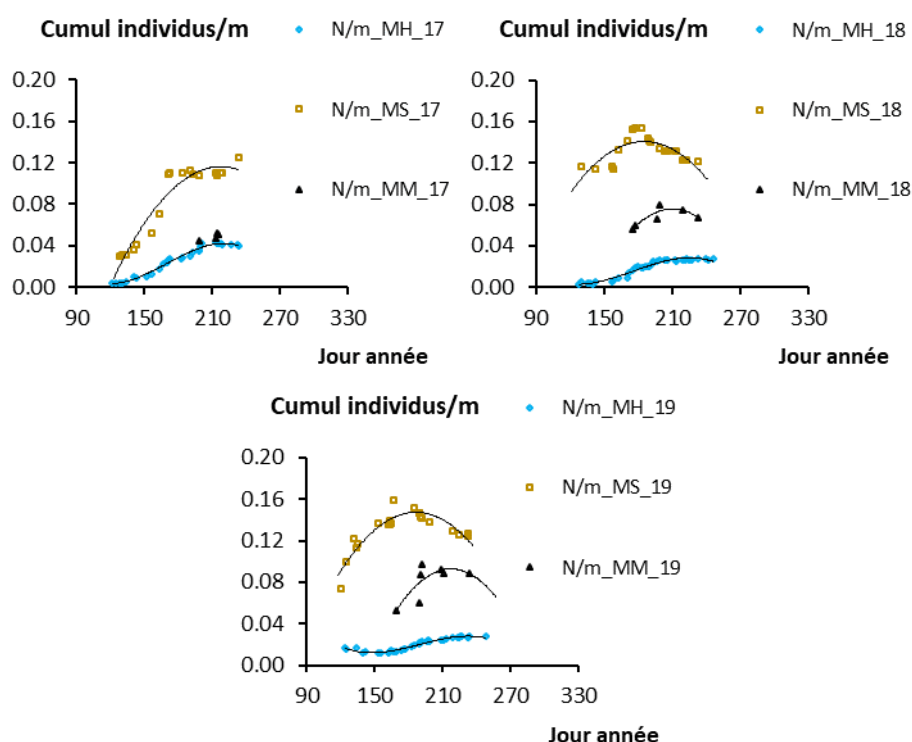 Cumul individus/m
N/m_MH_17
0.20
0.16
0.12
0.08
0.04
0.00
N/m_MS_17
N/m_MM_17
90 150 210 270 330
Jour année
Cumul individus/m
N/m_MH_18
0.20
0.16
0.12
0.08
0.04
0.00
N/m_MS_18
N/m_MM_18
90 150 210 270 330
Jour année
Cumul individus/m
N/m_MH_19
0.20
0.16
0.12
0.08
0.04
0.00
N/m_MS_19
N/m_MM_19
90 150 210 270 330
Jour année